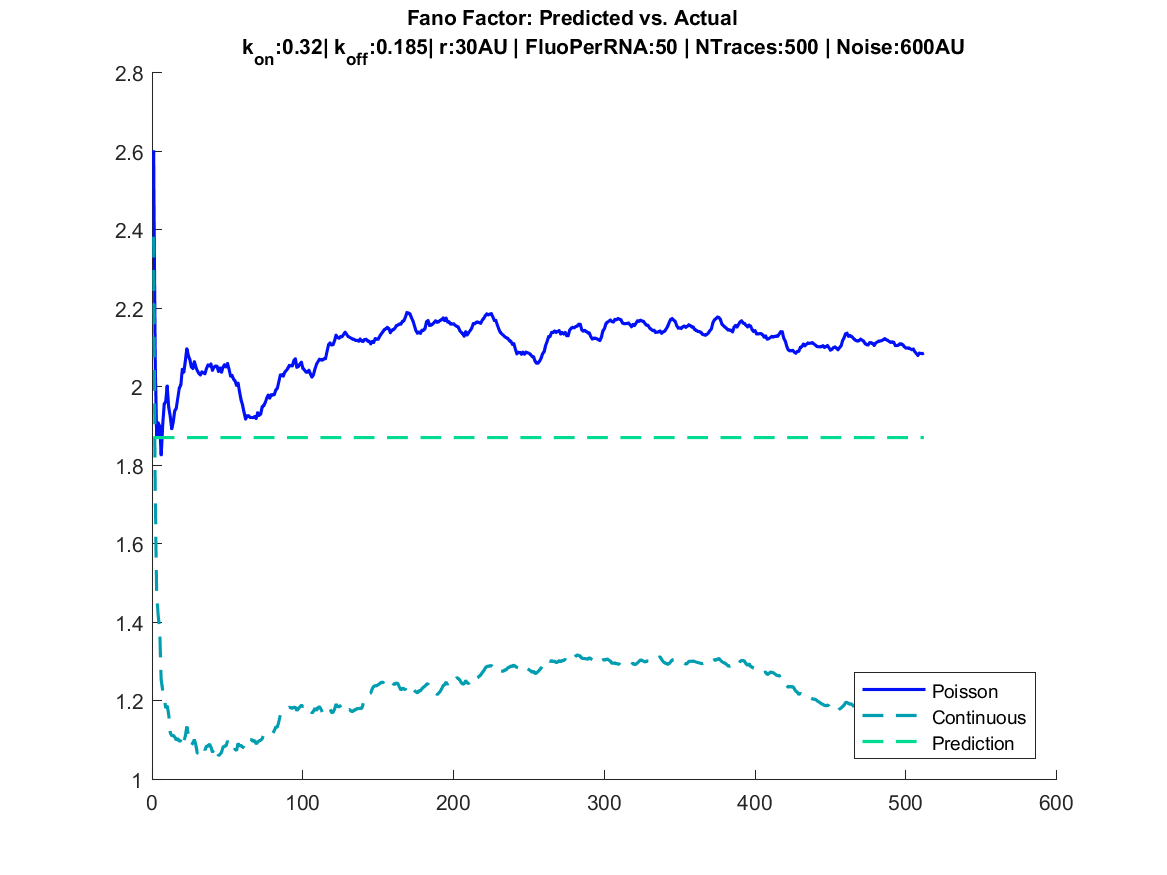 Fano Factor: Predicted vs. Actual
k_on:0.32| k_off:0.185| r:30AU | FluoPerRNA:50 | NTraces:500 | Noise:600AU
2.8
2.6
2.4
2.2
2
1.8
1.6
1.4
1.2
1
0 100 200 300 400 500 600
Poisson
Continuous
Prediction